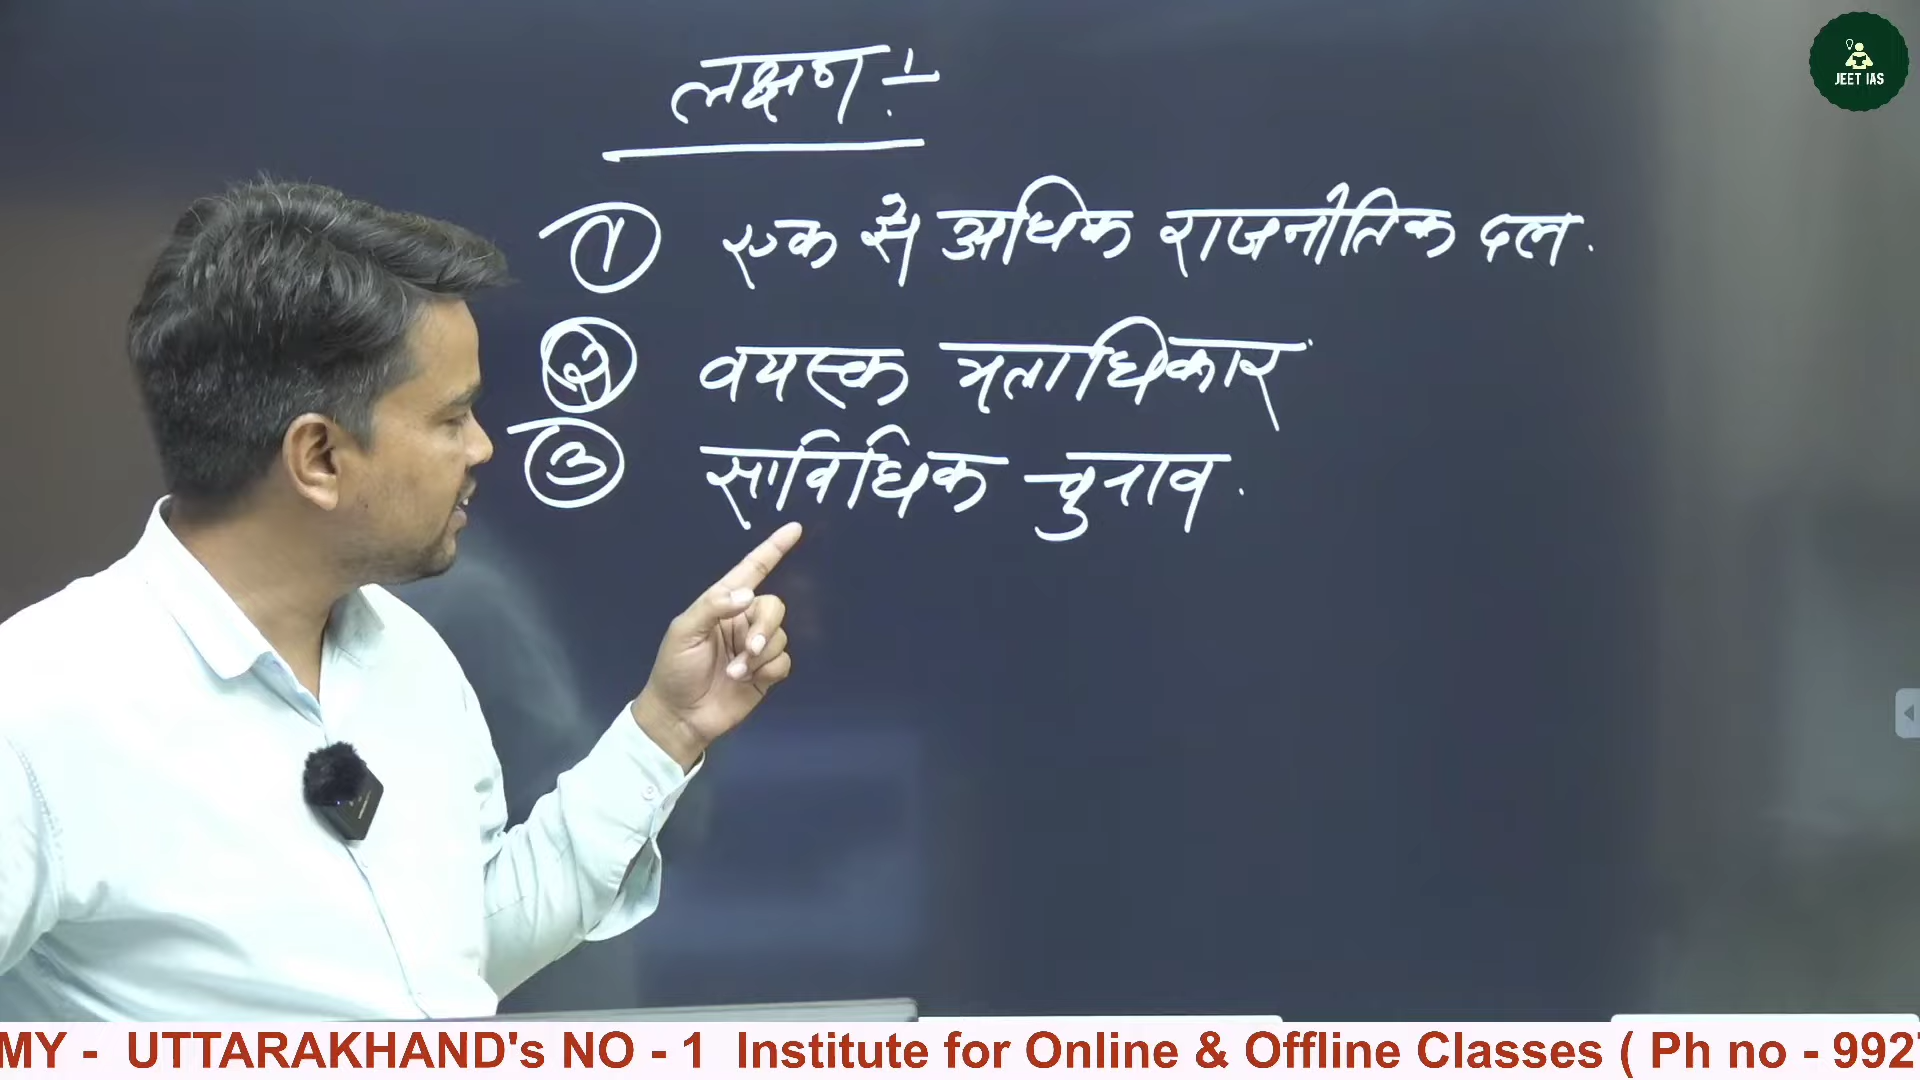 JEET IAS
लक्षण :-
① एक से अधिक राजनीतिक दल.
② वयस्क मताधिकार
③ सावधिक चुनाव.
MY - UTTARAKHAND's NO - 1 Institute for Online & Offline Classes ( Ph no - 992